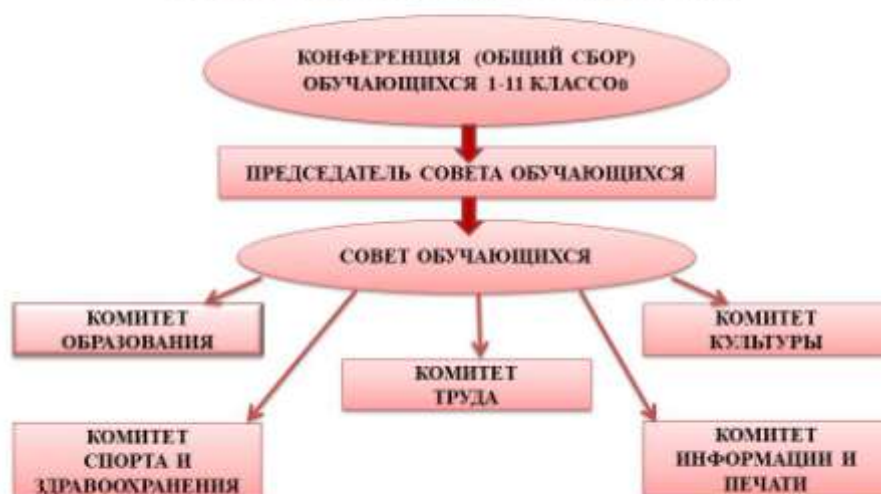 КОНФЕРЕНЦИЯ (ОБЩИЙ СБОР)
ОБУЧАЮЩИХСЯ 1-11 КЛАССОв
ПРЕДСЕДАТЕЛЬ СОВЕТА ОБУЧАЮЩИХСЯ
СОВЕТ ОБУЧАЮЩИХСЯ
КОМИТЕТ
ОБРАЗОВАНИЯ
КОМИТЕТ
КУЛЬТУРЫ
КОМИТЕТ
ТРУДА
КОМИТЕТ
СПОРТА И
ЗДРАВООХРАНЕНИЯ
КОМИТЕТ
ИНФОРМАЦИИ И
ПЕЧАТИ